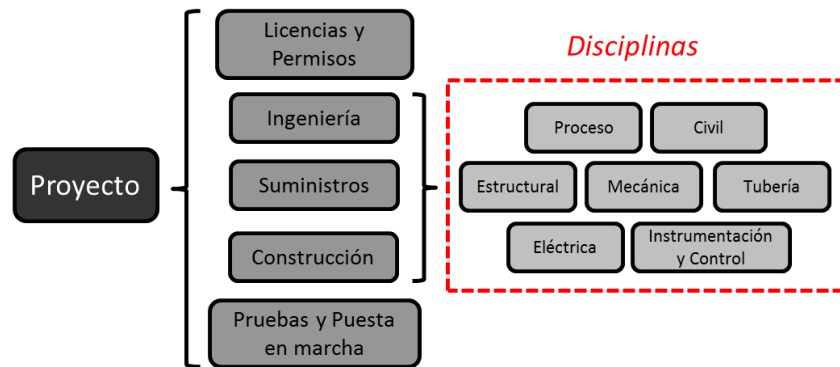 Proyecto
Licencias y
Permisos
Ingeniería
Suministros
Construcción
Pruebas y Puesta
en marcha
Disciplinas
Proceso
Civil
Estructural
Mecánica
Tubería
Eléctrica
Instrumentación
y Control